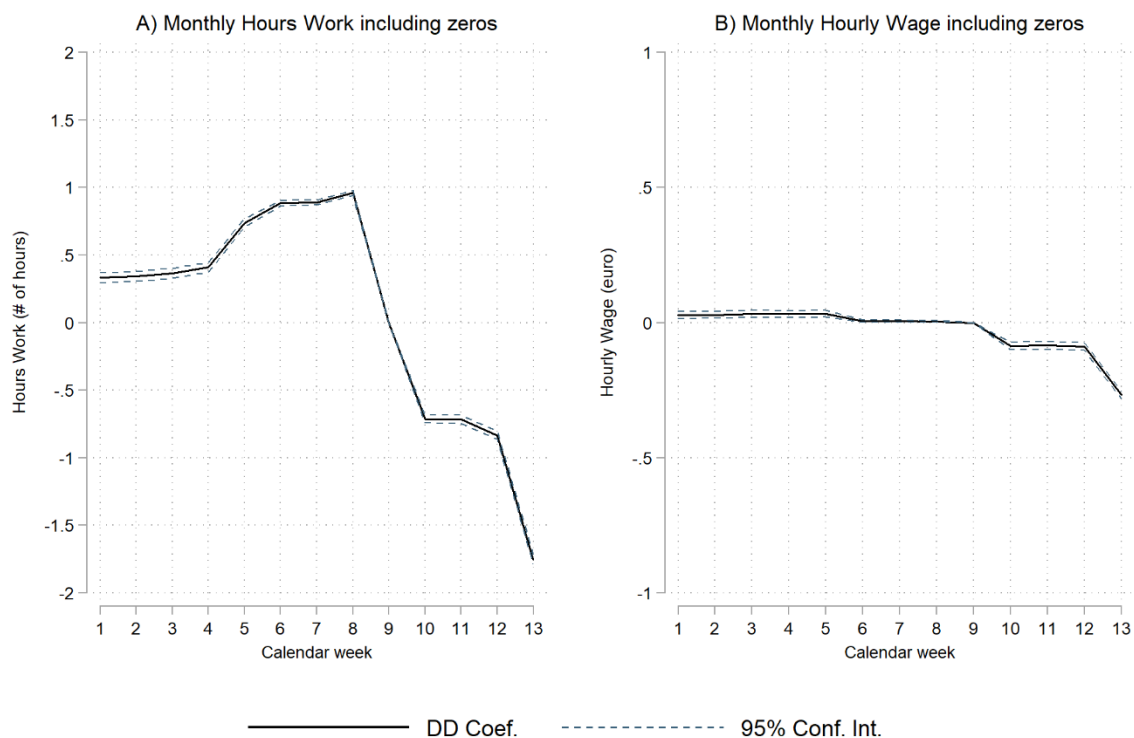 A) Monthly Hours Work including zeros
2
1.5
1
.5
0
-.5
-1
-1.5
-2
Hours Work (# of hours)
1 2 3 4 5 6 7 8 9 10 11 12 13
Calendar week
B) Monthly Hourly Wage including zeros
1
.5
0
-.5
-1
Hourly Wage (euro)
1 2 3 4 5 6 7 8 9 10 11 12 13
Calendar week
DD Coef. 95% Conf. Int.